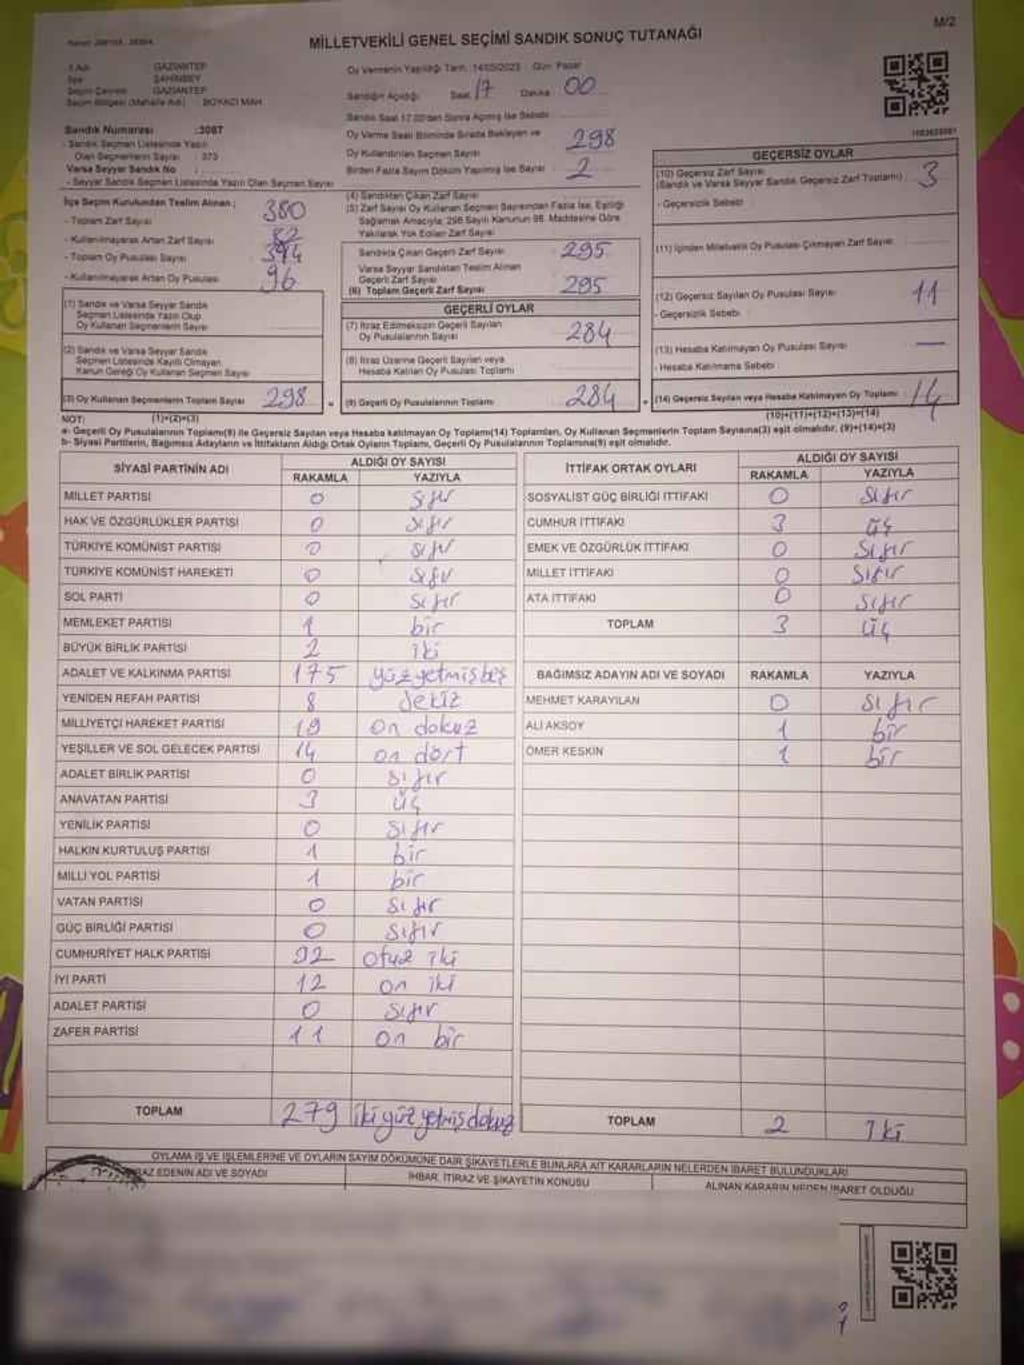 M/2
MİLLETVEKİLİ GENEL SEÇİMİ SANDIK SONUÇ TUTANAĞI
İl Adı GAZİANTEP
İlçe ŞAHİNBEY
Seçim Çevresi GAZİANTEP
Seçim Bölgesi (Mahalle Adı) BOYACI MAH.
Oy Vermenin Yapıldığı Tarih: 14/05/2023 Gün: Pazar
Sandığın Açıldığı Saat 17 Dakika 00
Sandık Saat 17.00'den Sonra Açılmış İse Sebebi
Sandık Numarası :3087
- Sandık Seçmen Listesinde Yazılı
Olan Seçmenlerin Sayısı : 373
Varsa Seyyar Sandık No
- Seyyar Sandık Seçmen Listesinde Yazılı Olan Seçmen Sayısı
Oy Verme Saati Bitiminde Sırada Bekleyen ve
Oy Kullandırılan Seçmen Sayısı 298
Birden Fazla Sayım Döküm Yapılmış İse Sayısı 2
İlçe Seçim Kurulundan Teslim Alınan ;
- Toplam Zarf Sayısı 380
- Kullanılmayarak Artan Zarf Sayısı 82
- Toplam Oy Pusulası Sayısı 394
- Kullanılmayarak Artan Oy Pusulası 96
(1) Sandık ve Varsa Seyyar Sandık
Seçmen Listesinde Yazılı Olup
Oy Kullanan Seçmenlerin Sayısı
(2) Sandık ve Varsa Seyyar Sandık
Seçmen Listesinde Kayıtlı Olmayan
Kanun Gereği Oy Kullanan Seçmen Sayısı
(3) Oy Kullanan Seçmenlerin Toplam Sayısı 298
(4) Sandıktan Çıkan Zarf Sayısı
(5) Zarf Sayısı Oy Kullanan Seçmen Sayısından Fazla İse, Eşitliği
Sağlamak Amacıyla; 298 Sayılı Kanunun 98. Maddesine Göre
Yakılarak Yok Edilen Zarf Sayısı
Sandıkta Çıkan Geçerli Zarf Sayısı 295
Varsa Seyyar Sandıktan Teslim Alınan
Geçerli Zarf Sayısı
(6) Toplam Geçerli Zarf Sayısı 295
GEÇERLİ OYLAR
(7) İtiraz Edilmeksizin Geçerli Sayılan
Oy Pusulalarının Sayısı 284
(8) İtiraz Üzerine Geçerli Sayılan veya
Hesaba Katılan Oy Pusulası Toplamı
= (9) Geçerli Oy Pusulalarının Toplamı 284
GEÇERSİZ OYLAR
(10) Geçersiz Zarf Sayısı
(Sandık ve Varsa Seyyar Sandık Geçersiz Zarf Toplamı) 3
- Geçersizlik Sebebi
(11) İçinden Milletvekili Oy Pusulası Çıkmayan Zarf Sayısı
(12) Geçersiz Sayılan Oy Pusulası Sayısı 11
- Geçersizlik Sebebi
(13) Hesaba Katılmayan Oy Pusulası Sayısı —
- Hesaba Katılmama Sebebi
+ (14) Geçersiz Sayılan veya Hesaba Katılmayan Oy Toplamı 14
NOT: (1)+(2)=(3) (10)+(11)+(12)+(13)=(14)
a- Geçerli Oy Pusulalarının Toplamı(9) ile Geçersiz Sayılan veya Hesaba Katılmayan Oy Toplamı(14) Toplamları, Oy Kullanan Seçmenlerin Toplam Sayısına(3) eşit olmalıdır, (9)+(14)=(3)
b- Siyasi Partilerin, Bağımsız Adayların ve İttifakların Aldığı Ortak Oyların Toplamı, Geçerli Oy Pusulalarının Toplamına(9) eşit olmalıdır.
SİYASİ PARTİNİN ADI ALDIĞI OY SAYISI
RAKAMLA YAZIYLA
MİLLET PARTİSİ 0 sıfır
HAK VE ÖZGÜRLÜKLER PARTİSİ 0 sıfır
TÜRKİYE KOMÜNİST PARTİSİ 0 sıfır
TÜRKİYE KOMÜNİST HAREKETİ 0 sıfır
SOL PARTİ 0 sıfır
MEMLEKET PARTİSİ 1 bir
BÜYÜK BİRLİK PARTİSİ 2 iki
ADALET VE KALKINMA PARTİSİ 175 yüzyetmişbeş
YENİDEN REFAH PARTİSİ 8 sekiz
MİLLİYETÇİ HAREKET PARTİSİ 19 on dokuz
YEŞİLLER VE SOL GELECEK PARTİSİ 14 on dört
ADALET BİRLİK PARTİSİ 0 sıfır
ANAVATAN PARTİSİ 3 üç
YENİLİK PARTİSİ 0 sıfır
HALKIN KURTULUŞ PARTİSİ 1 bir
MİLLİ YOL PARTİSİ 1 bir
VATAN PARTİSİ 0 sıfır
GÜÇ BİRLİĞİ PARTİSİ 0 sıfır
CUMHURİYET HALK PARTİSİ 32 otuz iki
İYİ PARTİ 12 on iki
ADALET PARTİSİ 0 sıfır
ZAFER PARTİSİ 11 on bir
TOPLAM 279 ikiyüzyetmişdokuz
İTTİFAK ORTAK OYLARI ALDIĞI OY SAYISI
RAKAMLA YAZIYLA
SOSYALİST GÜÇ BİRLİĞİ İTTİFAKI 0 sıfır
CUMHUR İTTİFAKI 3 üç
EMEK VE ÖZGÜRLÜK İTTİFAKI 0 sıfır
MİLLET İTTİFAKI 0 sıfır
ATA İTTİFAKI 0 sıfır
TOPLAM 3 üç
BAĞIMSIZ ADAYIN ADI VE SOYADI RAKAMLA YAZIYLA
MEHMET KARAYILAN 0 sıfır
ALİ AKSOY 1 bir
ÖMER KESKİN 1 bir
TOPLAM 2 iki
OYLAMA İŞ VE İŞLEMLERİNE VE OYLARIN SAYIM DÖKÜMÜNE DAİR ŞİKAYETLERLE BUNLARA AİT KARARLARIN NELERDEN İBARET BULUNDUKLARI
RAZ EDENİN ADI VE SOYADI İHBAR, İTİRAZ VE ŞİKAYETİN KONUSU ALINAN KARARIN NEDEN İBARET OLDUĞU